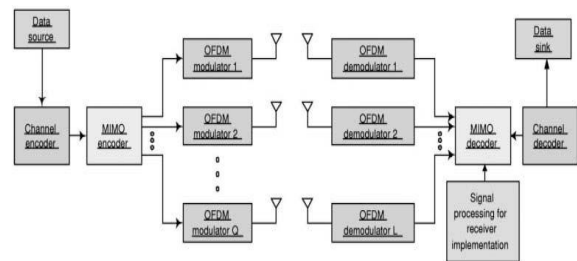 Data
source
Channel
encoder
MIMO
encoder
OFDM
modulator 1
OFDM
modulator 2
OFDM
modulator Q
OFDM
demodulator 1
OFDM
demodulator 2
OFDM
demodulator L
MIMO
decoder
Channel
decoder
Data
sink
Signal
processing for
receiver
implementation